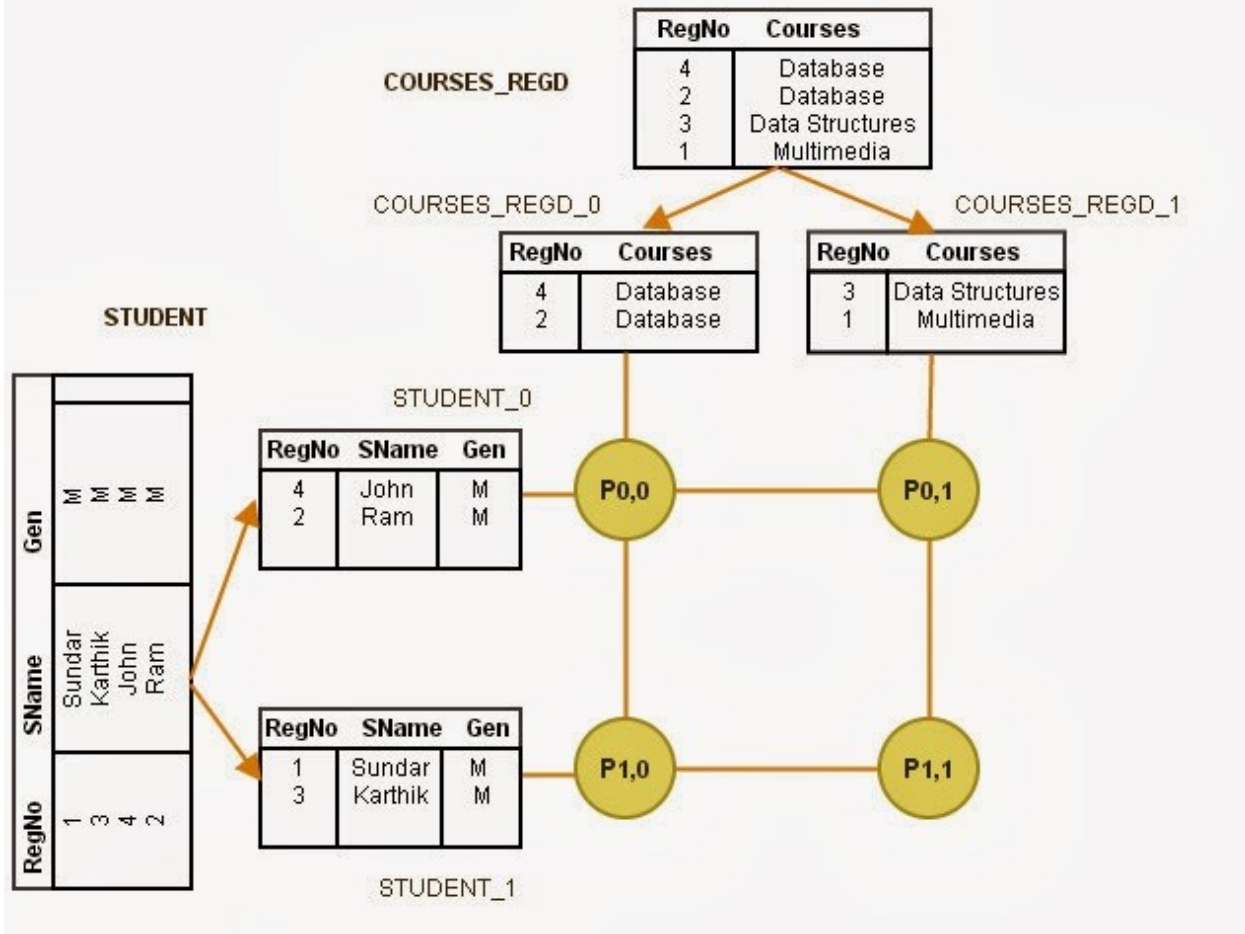 RegNo Courses
COURSES_REGD
4 Database
2 Database
3 Data Structures
1 Multimedia
COURSES_REGD_0
COURSES_REGD_1
RegNo Courses
4 Database
2 Database
RegNo Courses
3 Data Structures
1 Multimedia
STUDENT
RegNo SName Gen
1 Sundar M
3 Karthik M
4 John M
2 Ram M
STUDENT_0
RegNo SName Gen
4 John M
2 Ram M
P0,0
P0,1
RegNo SName Gen
1 Sundar M
3 Karthik M
P1,0
P1,1
STUDENT_1